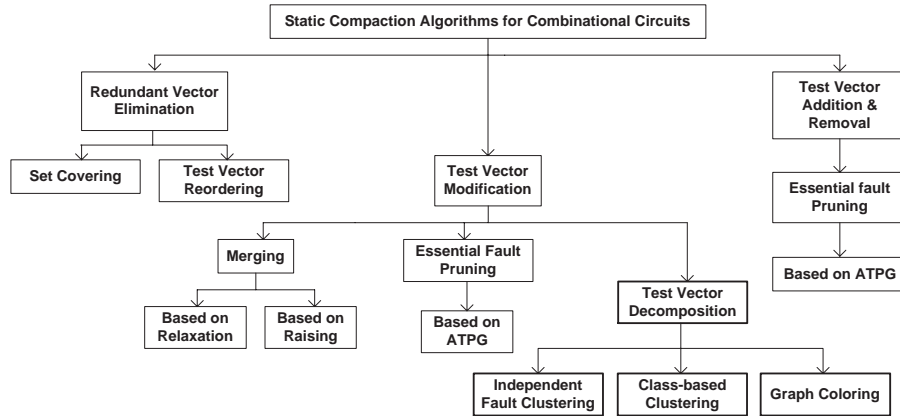 Static Compaction Algorithms for Combinational Circuits
Redundant Vector
Elimination
Set Covering
Test Vector
Reordering
Test Vector
Modification
Merging
Based on
Relaxation
Based on
Raising
Essential Fault
Pruning
Based on
ATPG
Test Vector
Decomposition
Independent
Fault Clustering
Class-based
Clustering
Graph Coloring
Test Vector
Addition &
Removal
Essential fault
Pruning
Based on ATPG